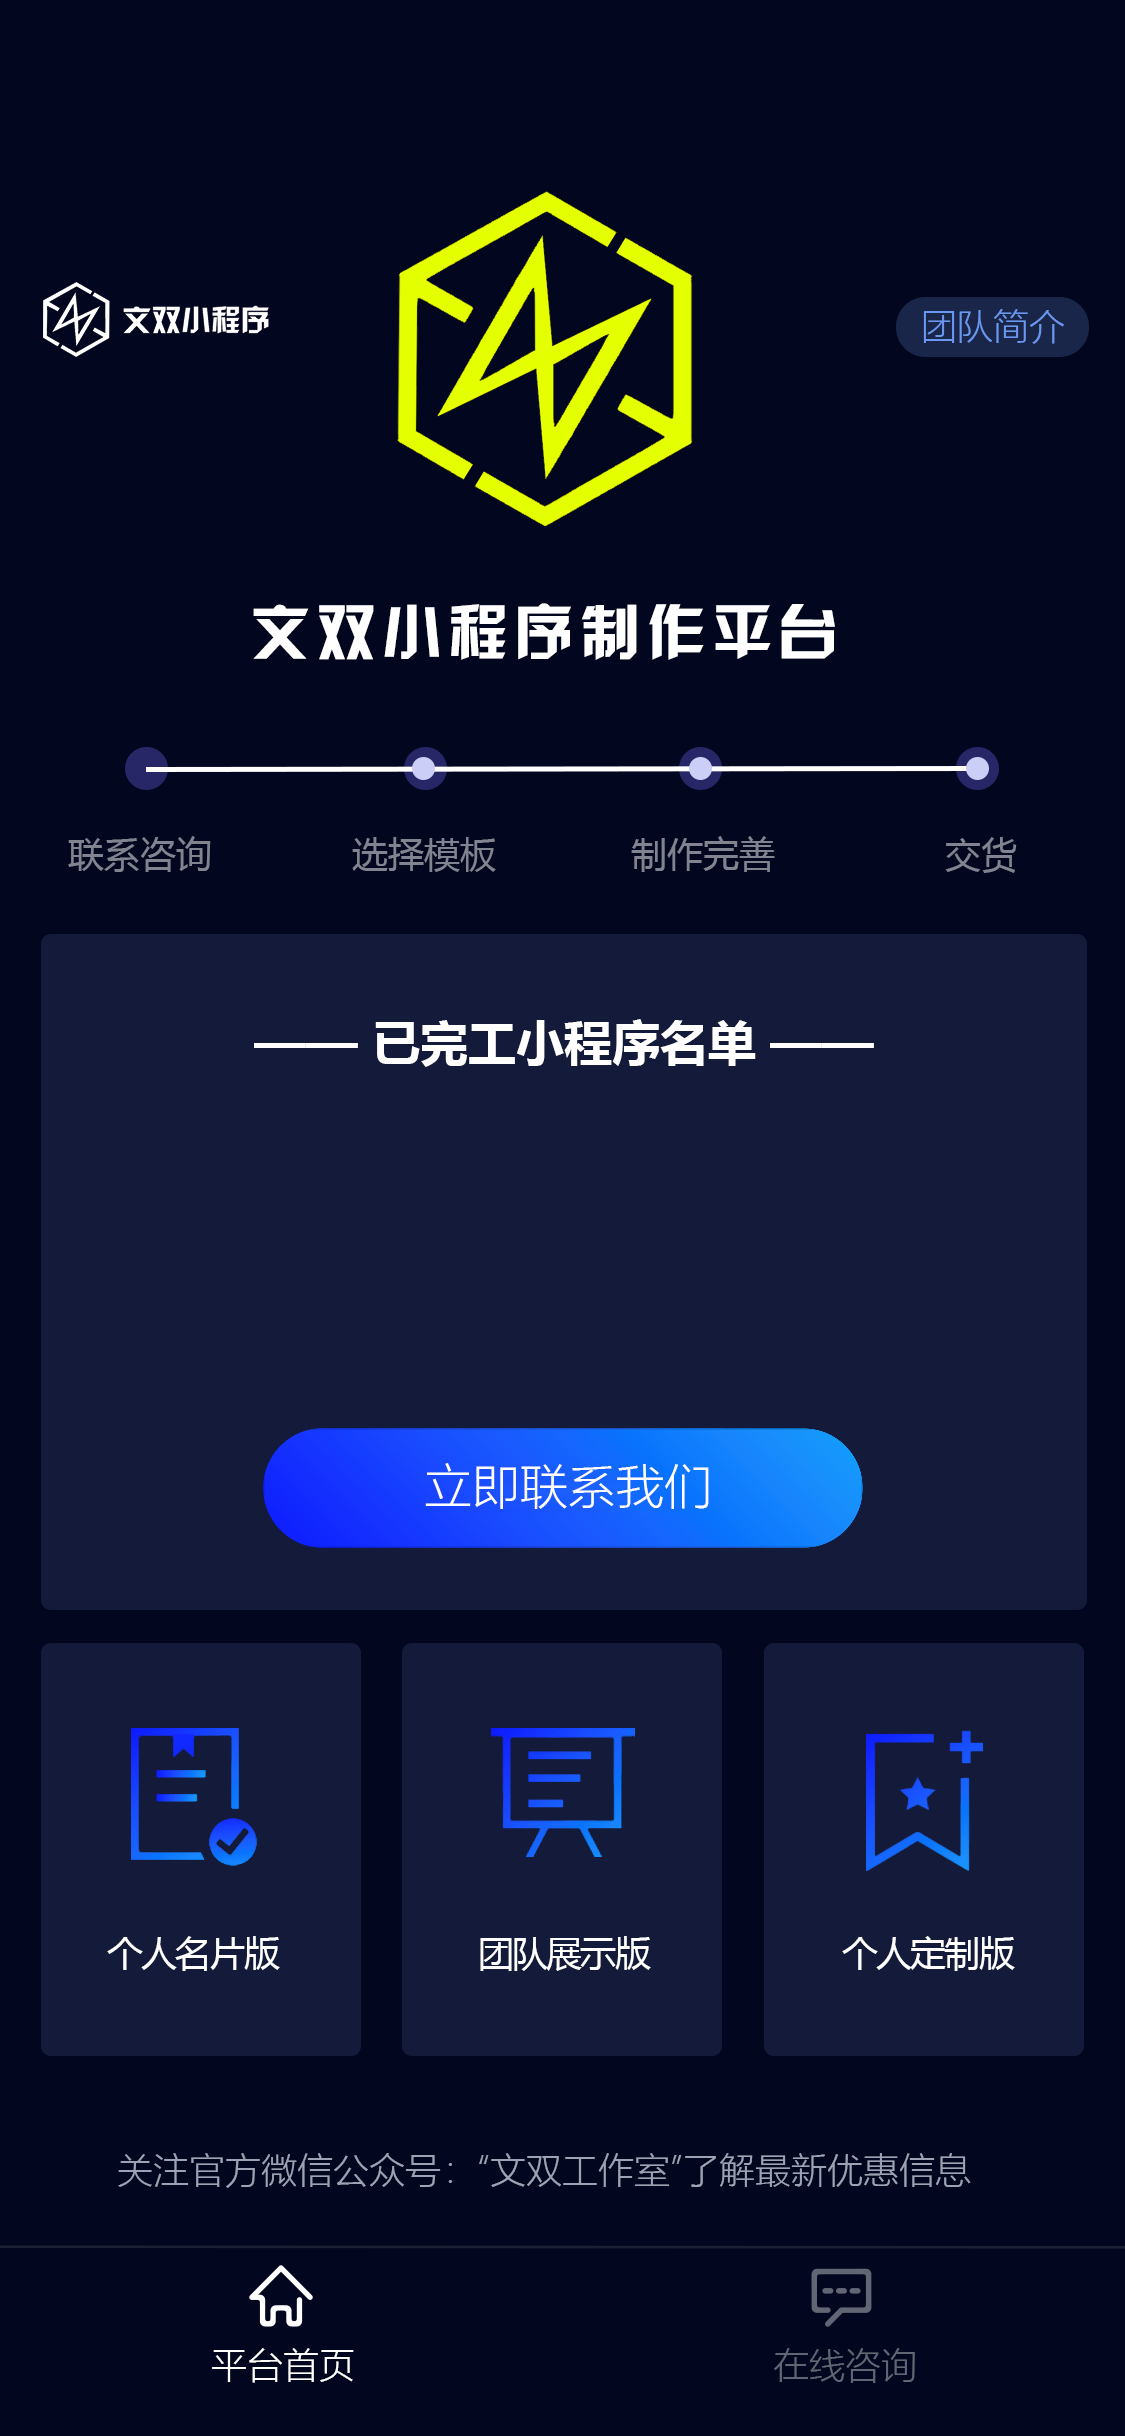 文双小程序
团队简介
文双小程序制作平台
联系咨询 选择模板 制作完善 交货
—— 已完工小程序名单 ——
立即联系我们
个人名片版 团队展示版 个人定制版
关注官方微信公众号：“文双工作室”了解最新优惠信息
平台首页 在线咨询